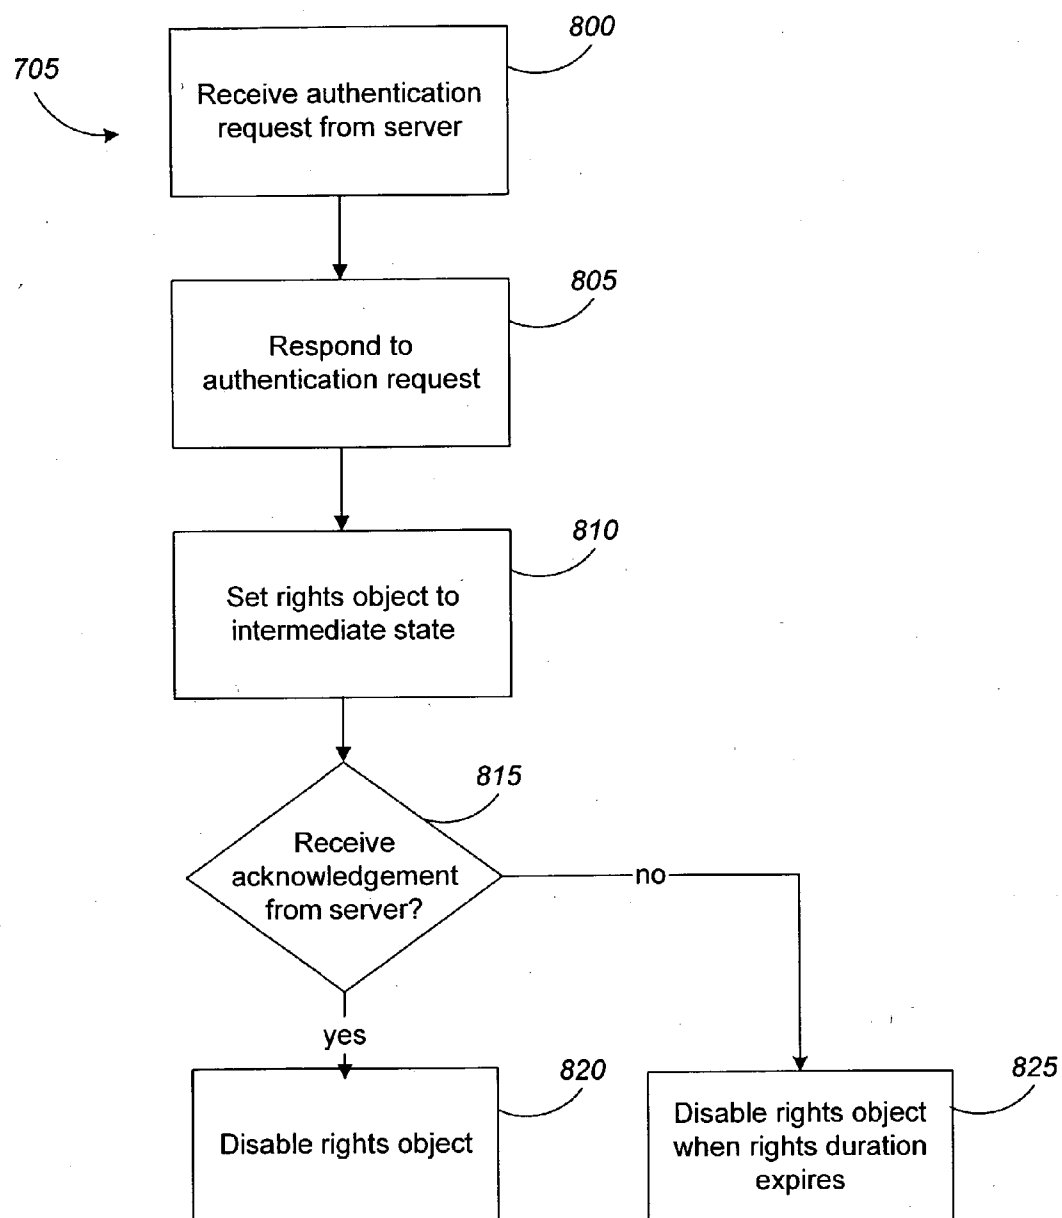 800
705
Receive authentication
request from server
805
Respond to
authentication request
810
Set rights object to
intermediate state
815
Receive
acknowledgement
from server?
no
yes
820
Disable rights object
825
Disable rights object
when rights duration
expires